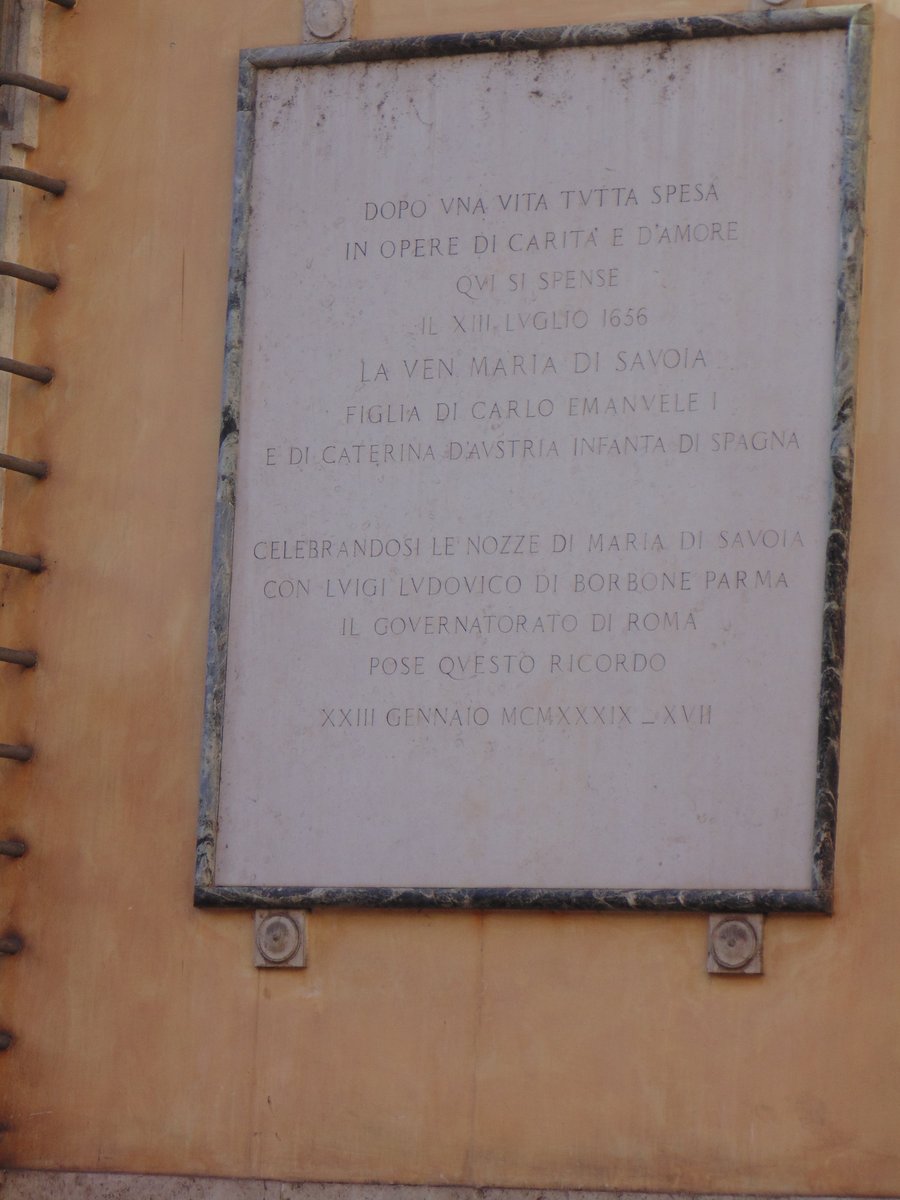 DOPO VNA VITA TVTTA SPESA
IN OPERE DI CARITA' E D'AMORE
QVI SI SPENSE
IL XIII LVGLIO 1656
LA VEN MARIA DI SAVOIA
FIGLIA DI CARLO EMANVELE I
E DI CATERINA D'AVSTRIA INFANTA DI SPAGNA
CELEBRANDOSI LE NOZZE DI MARIA DI SAVOIA
CON LVIGI LVDOVICO DI BORBONE PARMA
IL GOVERNATORATO DI ROMA
POSE QVESTO RICORDO
XXIII GENNAIO MCMXXXIX _ XVII